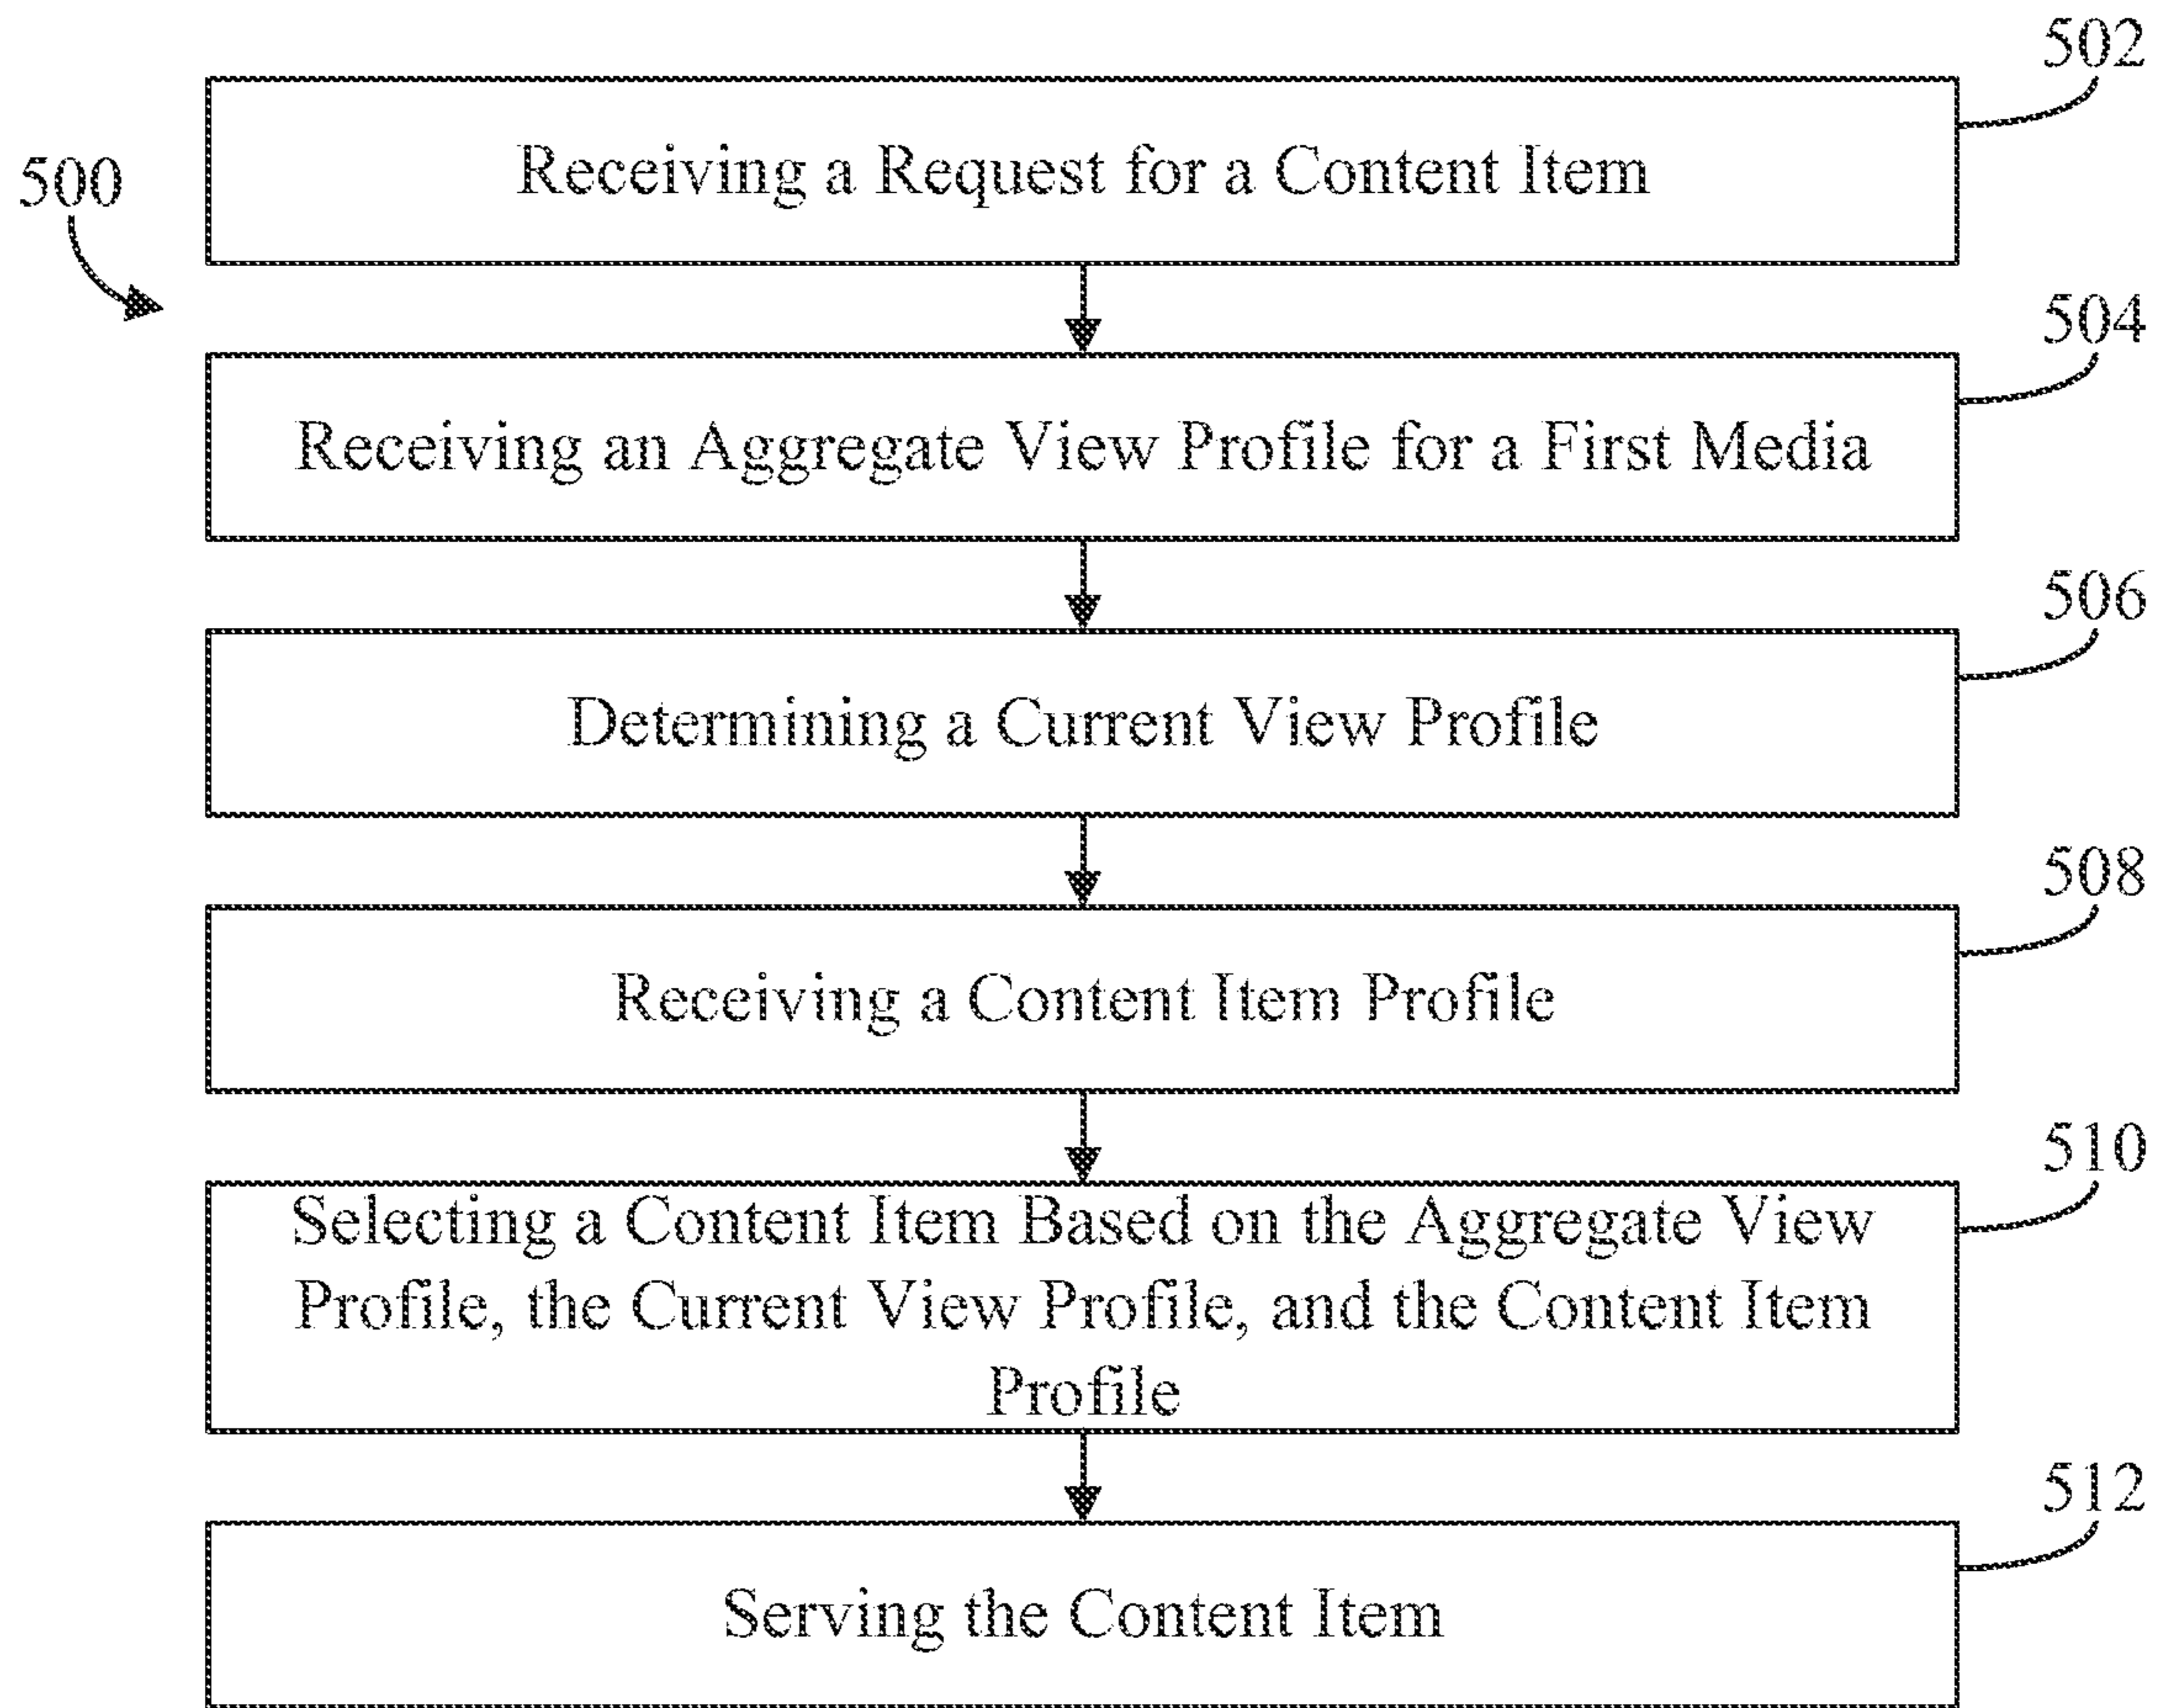 502
Receiving a Request for a Content Item
500
504
Receiving an Aggregate View Profile for a First Media
506
Determining a Current View Profile
508
Receiving a Content Item Profile
510
Selecting a Content Item Based on the Aggregate View
Profile, the Current View Profile, and the Content Item
Profile
512
Serving the Content Item